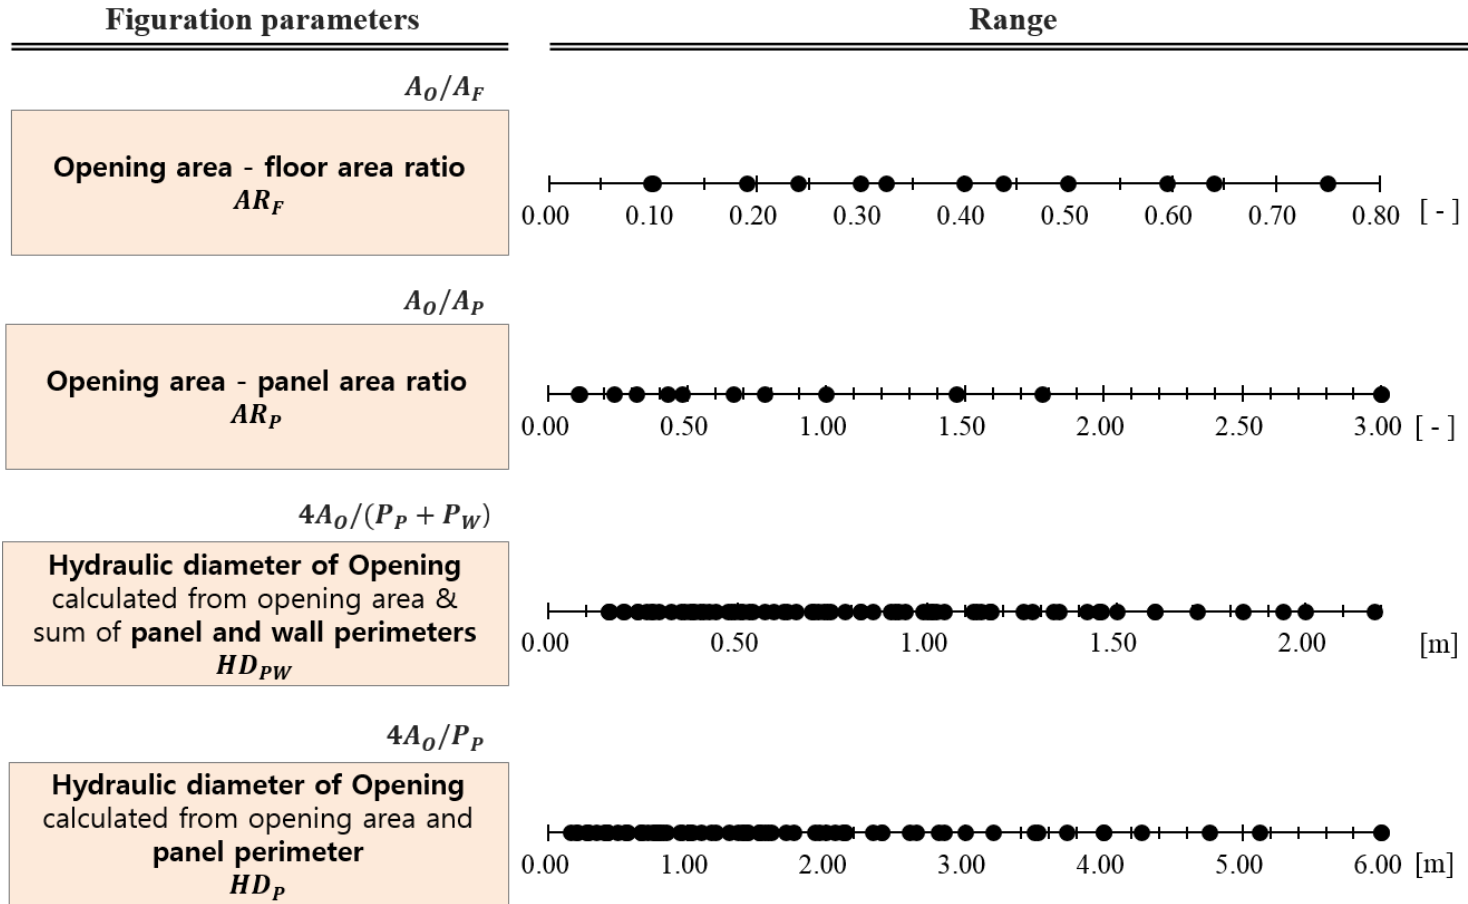 Figuration parameters
Range
A_O/A_F
Opening area - floor area ratio
AR_F
0.00 0.10 0.20 0.30 0.40 0.50 0.60 0.70 0.80 [ - ]
A_O/A_P
Opening area - panel area ratio
AR_P
0.00 0.50 1.00 1.50 2.00 2.50 3.00 [ - ]
4A_O/(P_P + P_W)
Hydraulic diameter of Opening
calculated from opening area &
sum of panel and wall perimeters
HD_PW
0.00 0.50 1.00 1.50 2.00 [m]
4A_O/P_P
Hydraulic diameter of Opening
calculated from opening area and
panel perimeter
HD_P
0.00 1.00 2.00 3.00 4.00 5.00 6.00 [m]